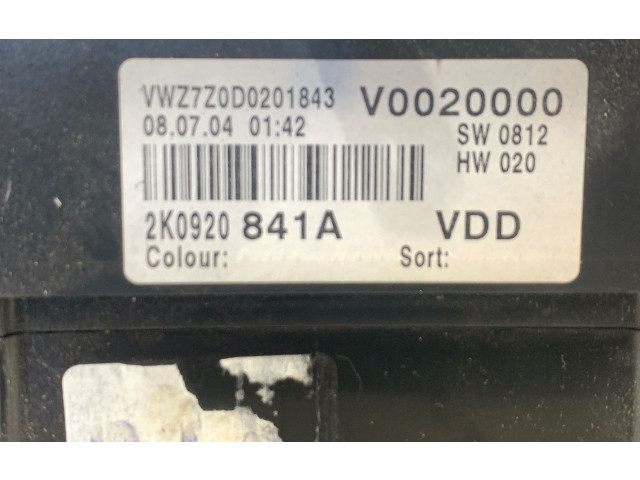 VWZ7Z0D0201843 V0020000
08.07.04 01:42 SW 0812
HW 020
2K0920 841A VDD
Colour: Sort: